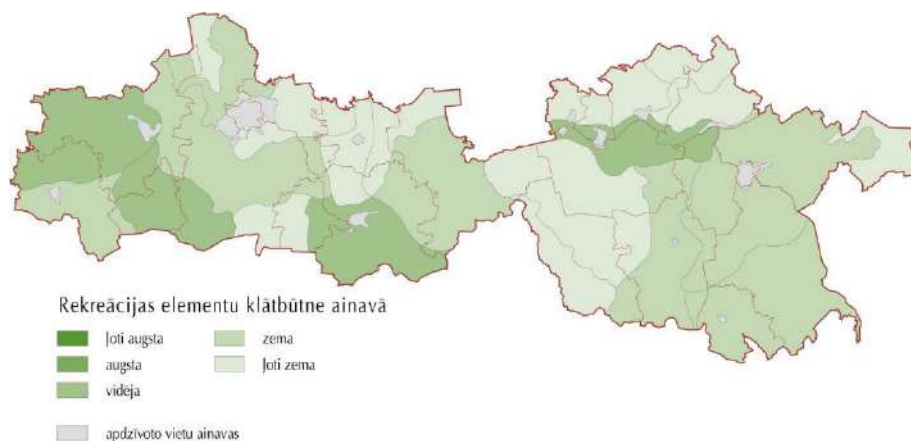 Rekreācijas elementu klātbūtne ainavā
ļoti augsta
augsta
vidēja
zema
ļoti zema
apdzīvoto vietu ainavas